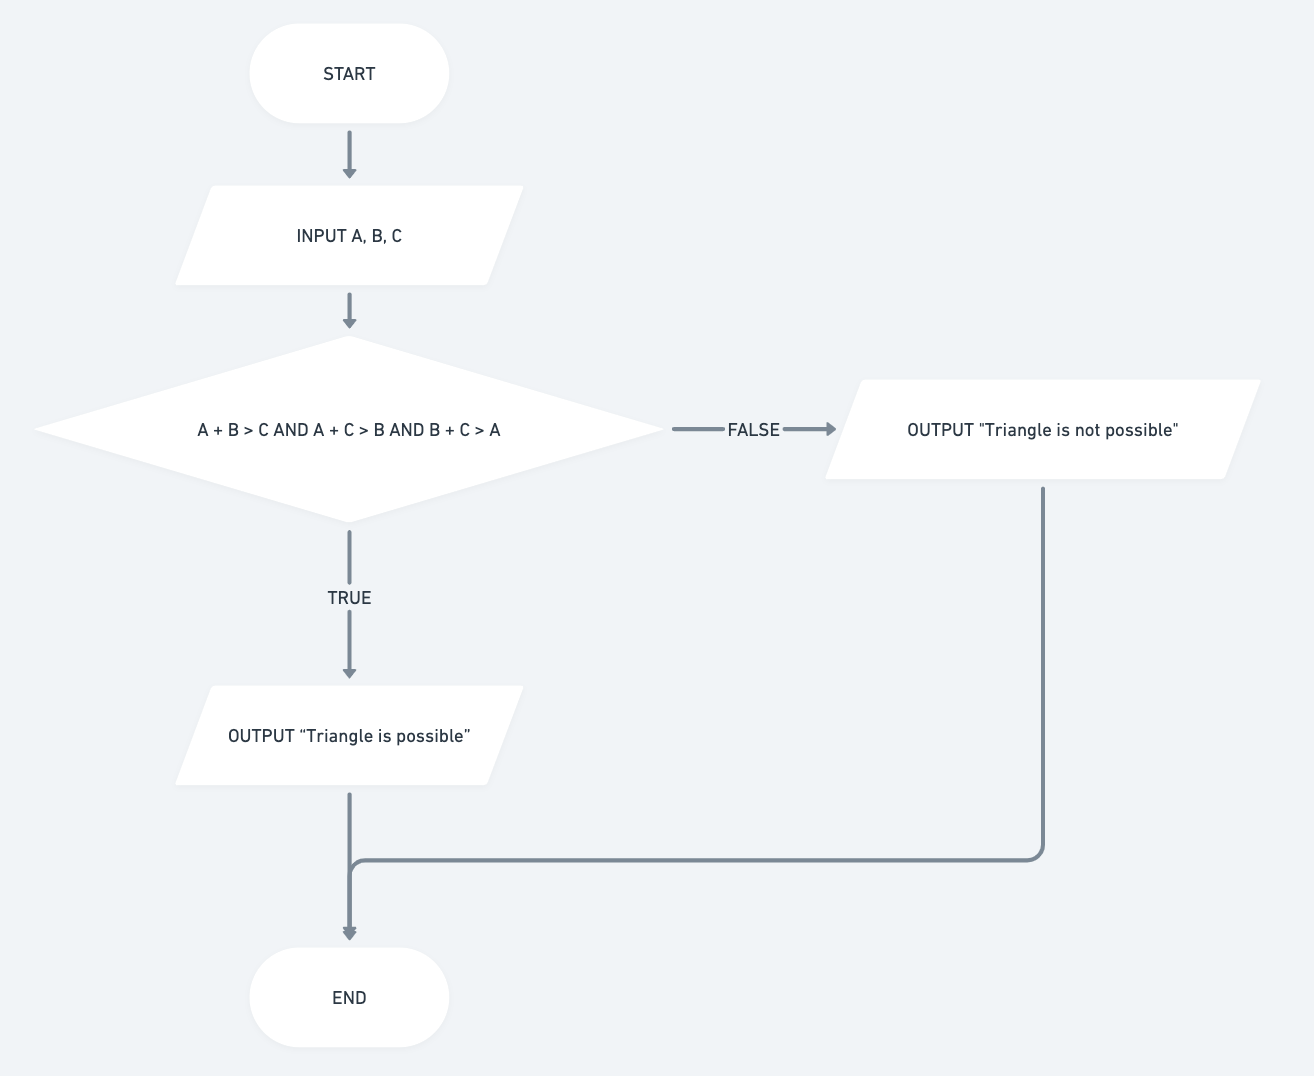 START
INPUT A, B, C
A + B > C AND A + C > B AND B + C > A
FALSE
OUTPUT "Triangle is not possible"
TRUE
OUTPUT “Triangle is possible”
END